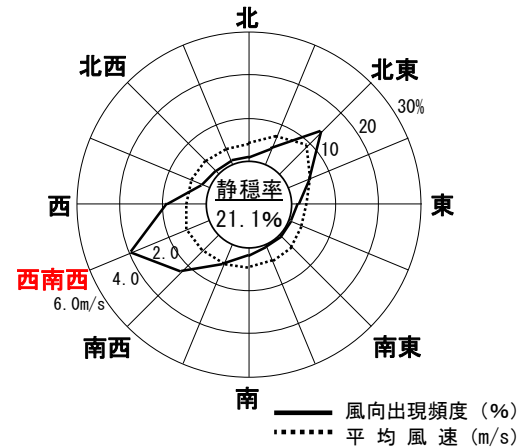 北
北西
北東
30%
20
10
静穏率
21.1%
西
東
2.0
西南西
4.0
6.0m/s
南西
南東
南
風向出現頻度（%）
平均風速（m/s）